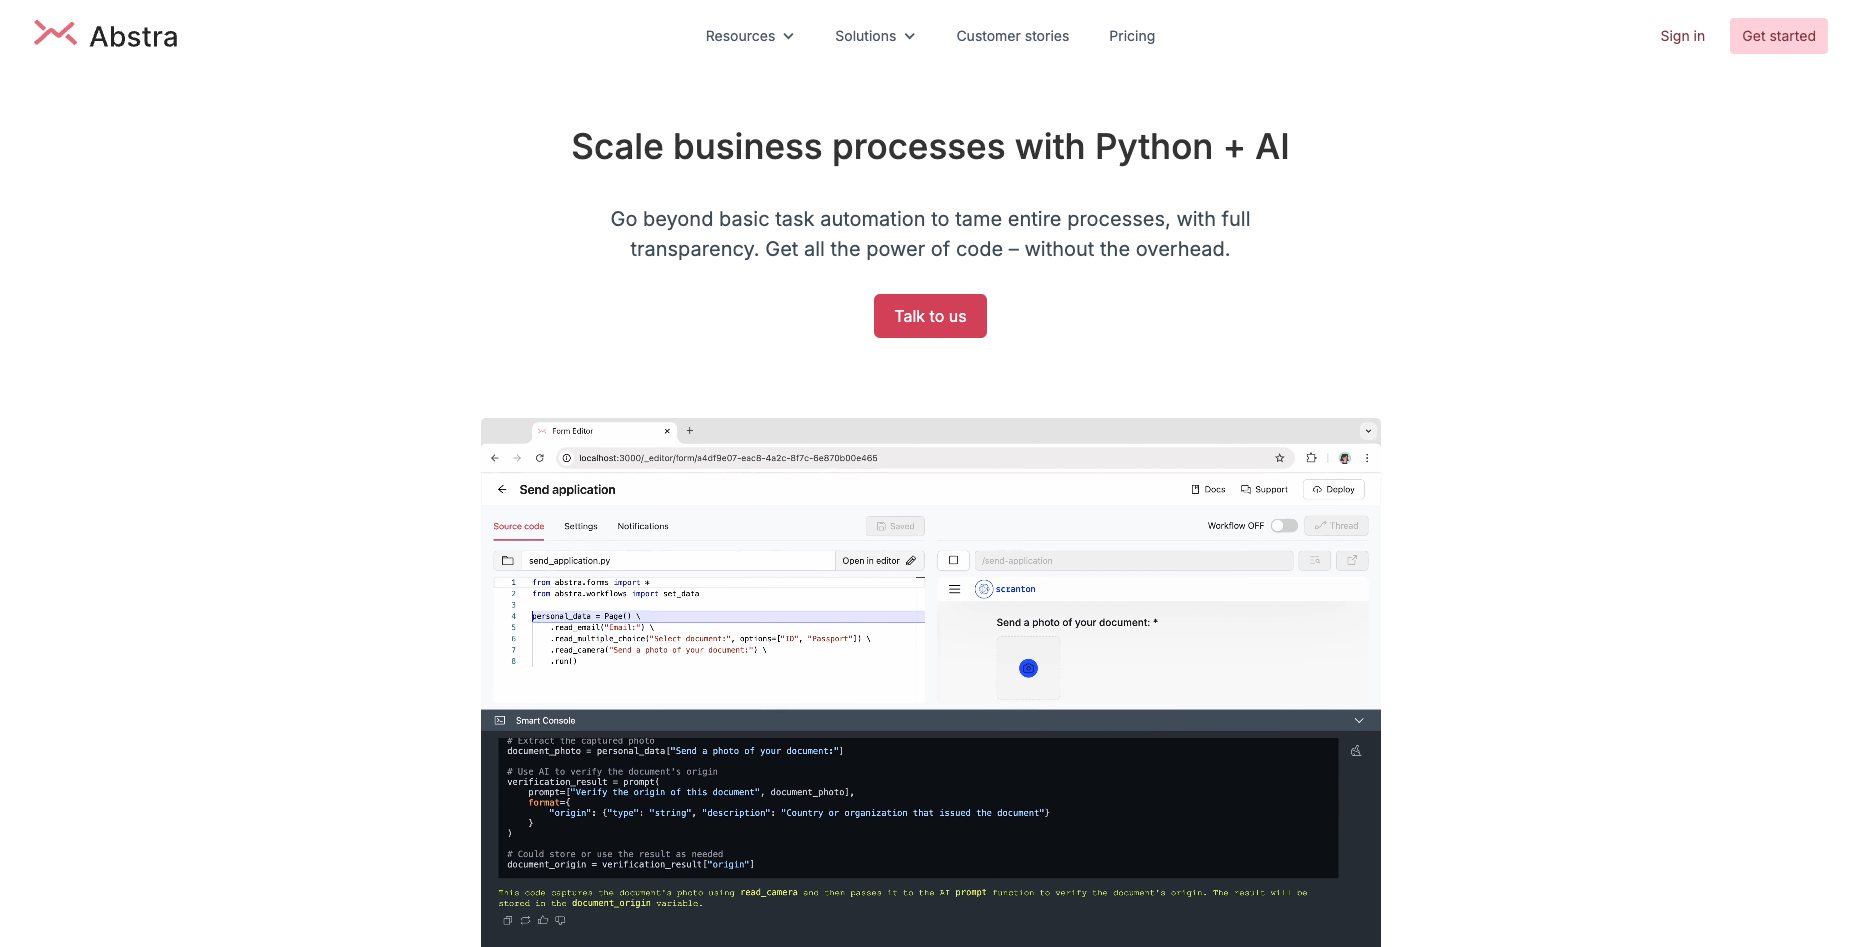 Abstra
Resources
Solutions
Customer stories
Pricing
Sign in
Get started
Scale business processes with Python + AI
Go beyond basic task automation to tame entire processes, with full
transparency. Get all the power of code – without the overhead.
Talk to us
Form Editor
localhost:3000/_editor/form/a4df9e07-eac8-4a2c-8f7c-6e870b00e465
Send application
Docs
Support
Deploy
Source code
Settings
Notifications
Saved
Workflow OFF
Thread
send_application.py
Open in editor
/send-application
1 from abstra.forms import *
2 from abstra.workflows import set_data
3
4 personal_data = Page() \
5 .read_email("Email:") \
6 .read_multiple_choice("Select document:", options=["ID", "Passport"]) \
7 .read_camera("Send a photo of your document:") \
8 .run()
scranton
Send a photo of your document: *
Smart Console
# Extract the captured photo
document_photo = personal_data["Send a photo of your document:"]
# Use AI to verify the document's origin
verification_result = prompt(
prompt=["Verify the origin of this document", document_photo],
format={
"origin": {"type": "string", "description": "Country or organization that issued the document"}
}
)
# Could store or use the result as needed
document_origin = verification_result["origin"]
This code captures the document's photo using read_camera and then passes it to the AI prompt function to verify the document's origin. The result will be
stored in the document_origin variable.